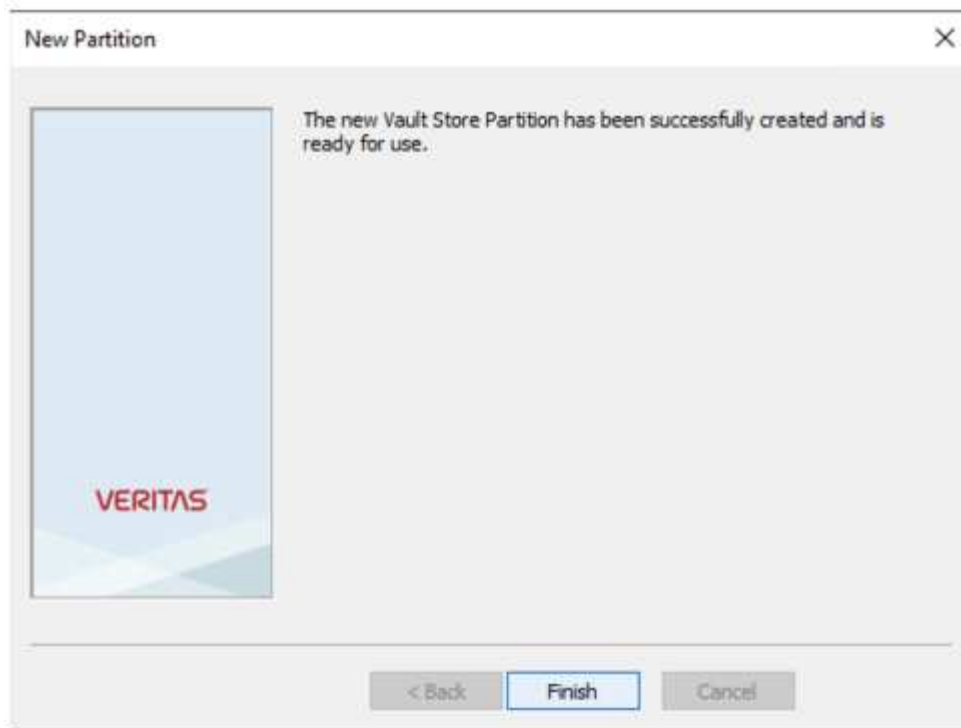 New Partition
The new Vault Store Partition has been successfully created and is
ready for use.
VERITAS
< Back
Finish
Cancel